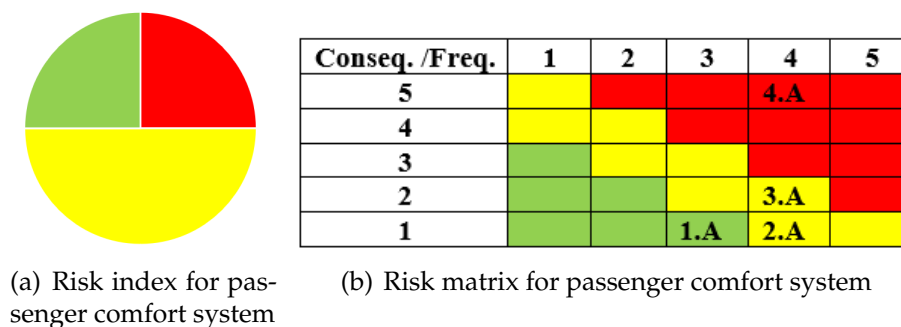 Conseq. /Freq. 1 2 3 4 5
5 4.A
4
3
2 3.A
1 1.A 2.A
(a) Risk index for pas-
senger comfort system
(b) Risk matrix for passenger comfort system